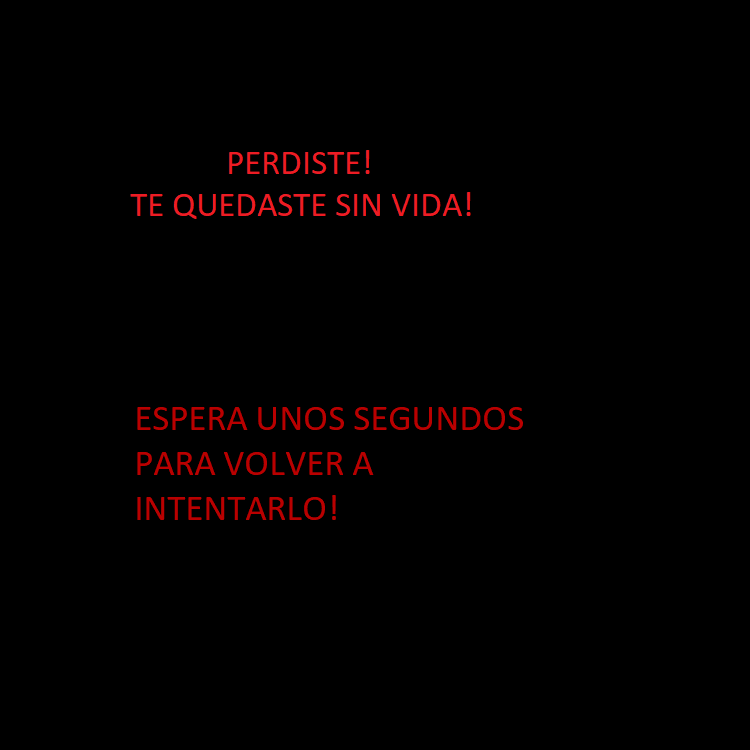 PERDISTE!
TE QUEDASTE SIN VIDA!
ESPERA UNOS SEGUNDOS
PARA VOLVER A
INTENTARLO!